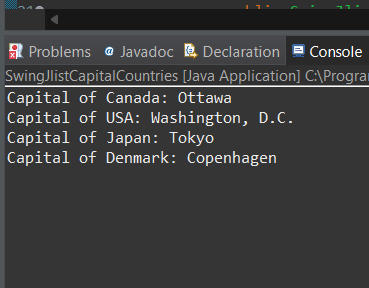 Problems @ Javadoc Declaration Console
SwingJlistCapitalCountries [Java Application] C:\Progra
Capital of Canada: Ottawa
Capital of USA: Washington, D.C.
Capital of Japan: Tokyo
Capital of Denmark: Copenhagen